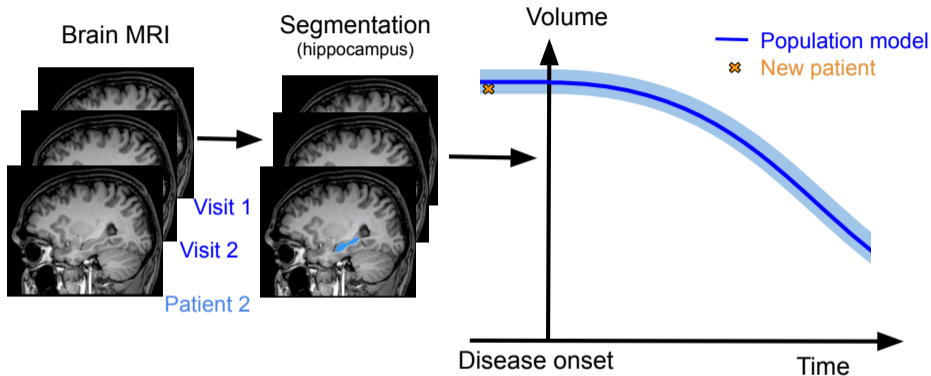 Brain MRI
Segmentation
(hippocampus)
Volume
Population model
New patient
Visit 1
Visit 2
Patient 2
Disease onset
Time